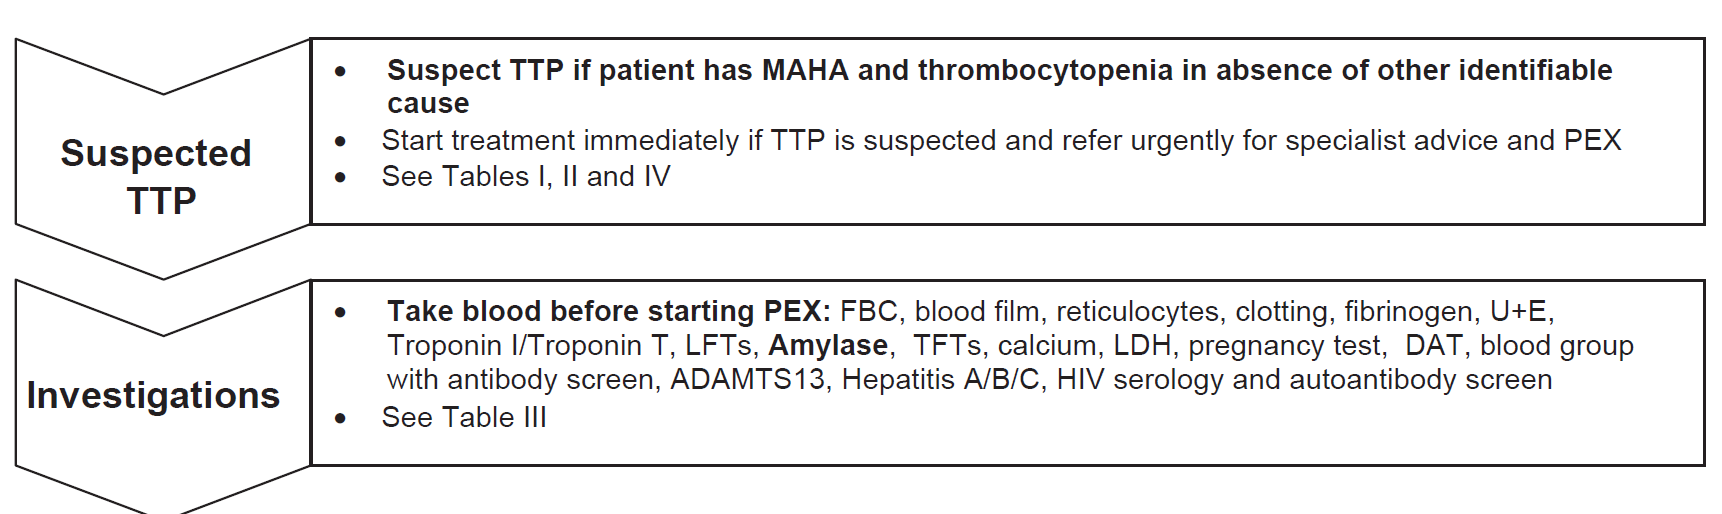 Suspected
TTP
• Suspect TTP if patient has MAHA and thrombocytopenia in absence of other identifiable
cause
• Start treatment immediately if TTP is suspected and refer urgently for specialist advice and PEX
• See Tables I, II and IV
Investigations
• Take blood before starting PEX: FBC, blood film, reticulocytes, clotting, fibrinogen, U+E,
Troponin I/Troponin T, LFTs, Amylase, TFTs, calcium, LDH, pregnancy test, DAT, blood group
with antibody screen, ADAMTS13, Hepatitis A/B/C, HIV serology and autoantibody screen
• See Table III